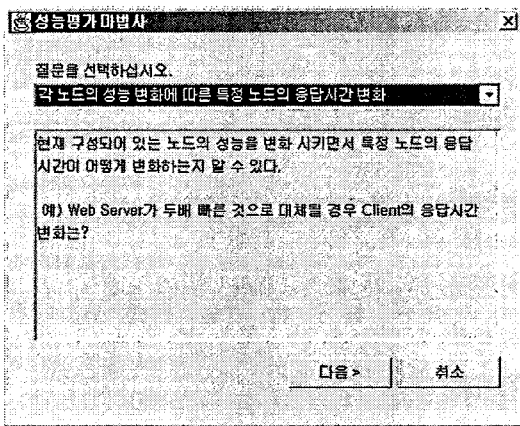 성능평가 마법사
질문을 선택하십시오.
각 노드의 성능 변화에 따른 특정 노드의 응답시간 변화
현재 구성되어 있는 노드의 성능을 변화 시키면서 특정 노드의 응답
시간이 어떻게 변화하는지 알 수 있다.
예) Web Server가 두배 빠른 것으로 대체될 경우 Client의 응답시간
변화는?
다음 >
취소